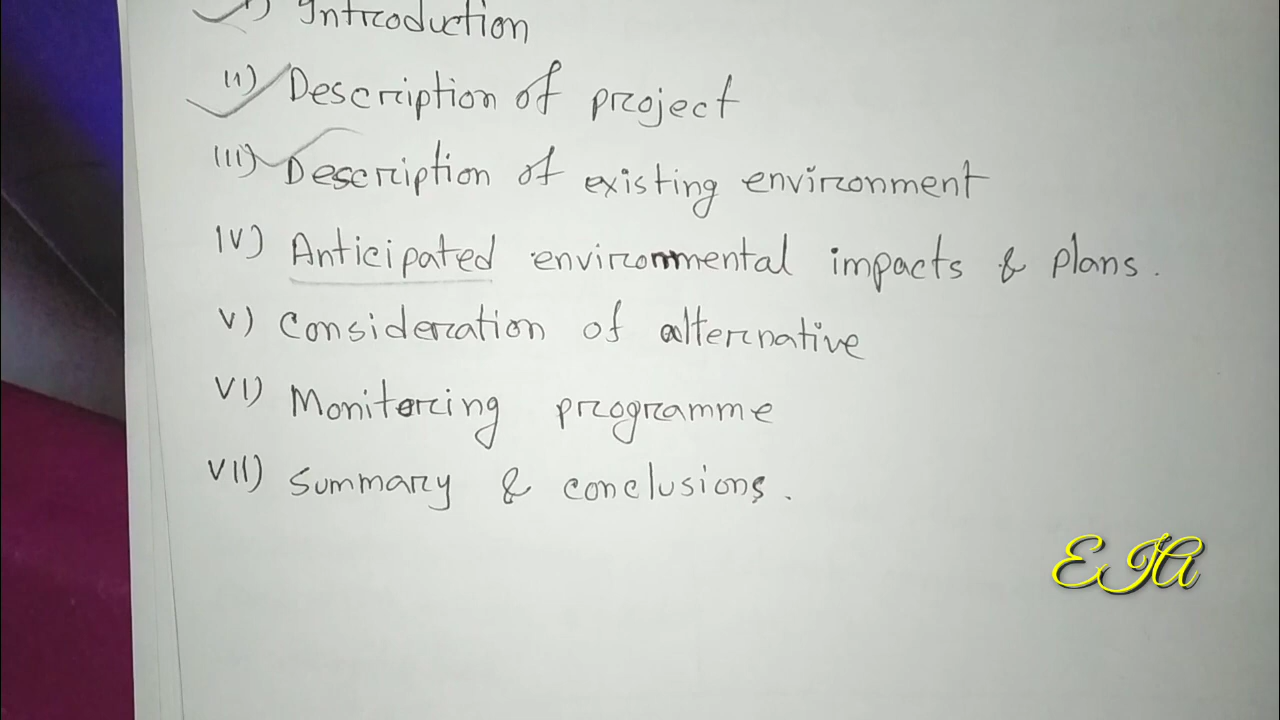 I) Introduction
II) Description of project
III) Description of existing environment
IV) Anticipated environmental impacts & plans.
V) Consideration of alternative
VI) Monitoring programme
VII) Summary & conclusions.
EIA